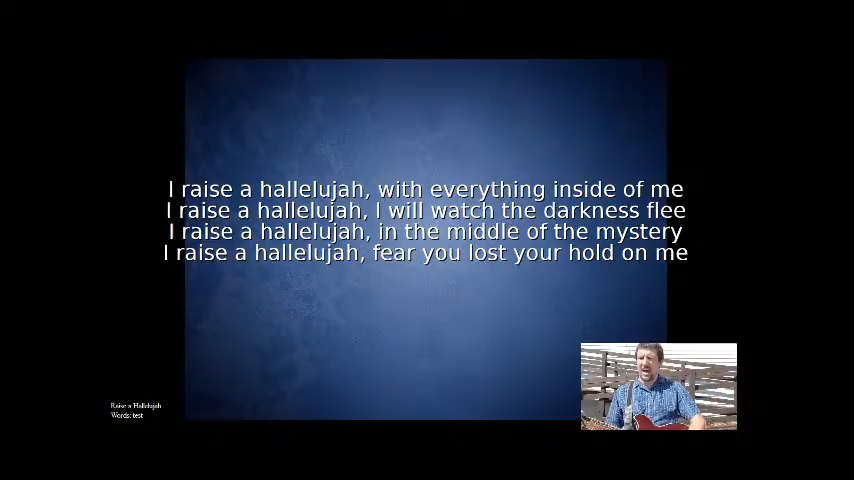 I raise a hallelujah, with everything inside of me
I raise a hallelujah, I will watch the darkness flee
I raise a hallelujah, in the middle of the mystery
I raise a hallelujah, fear you lost your hold on me
Raise a Hallelujah
Words: test